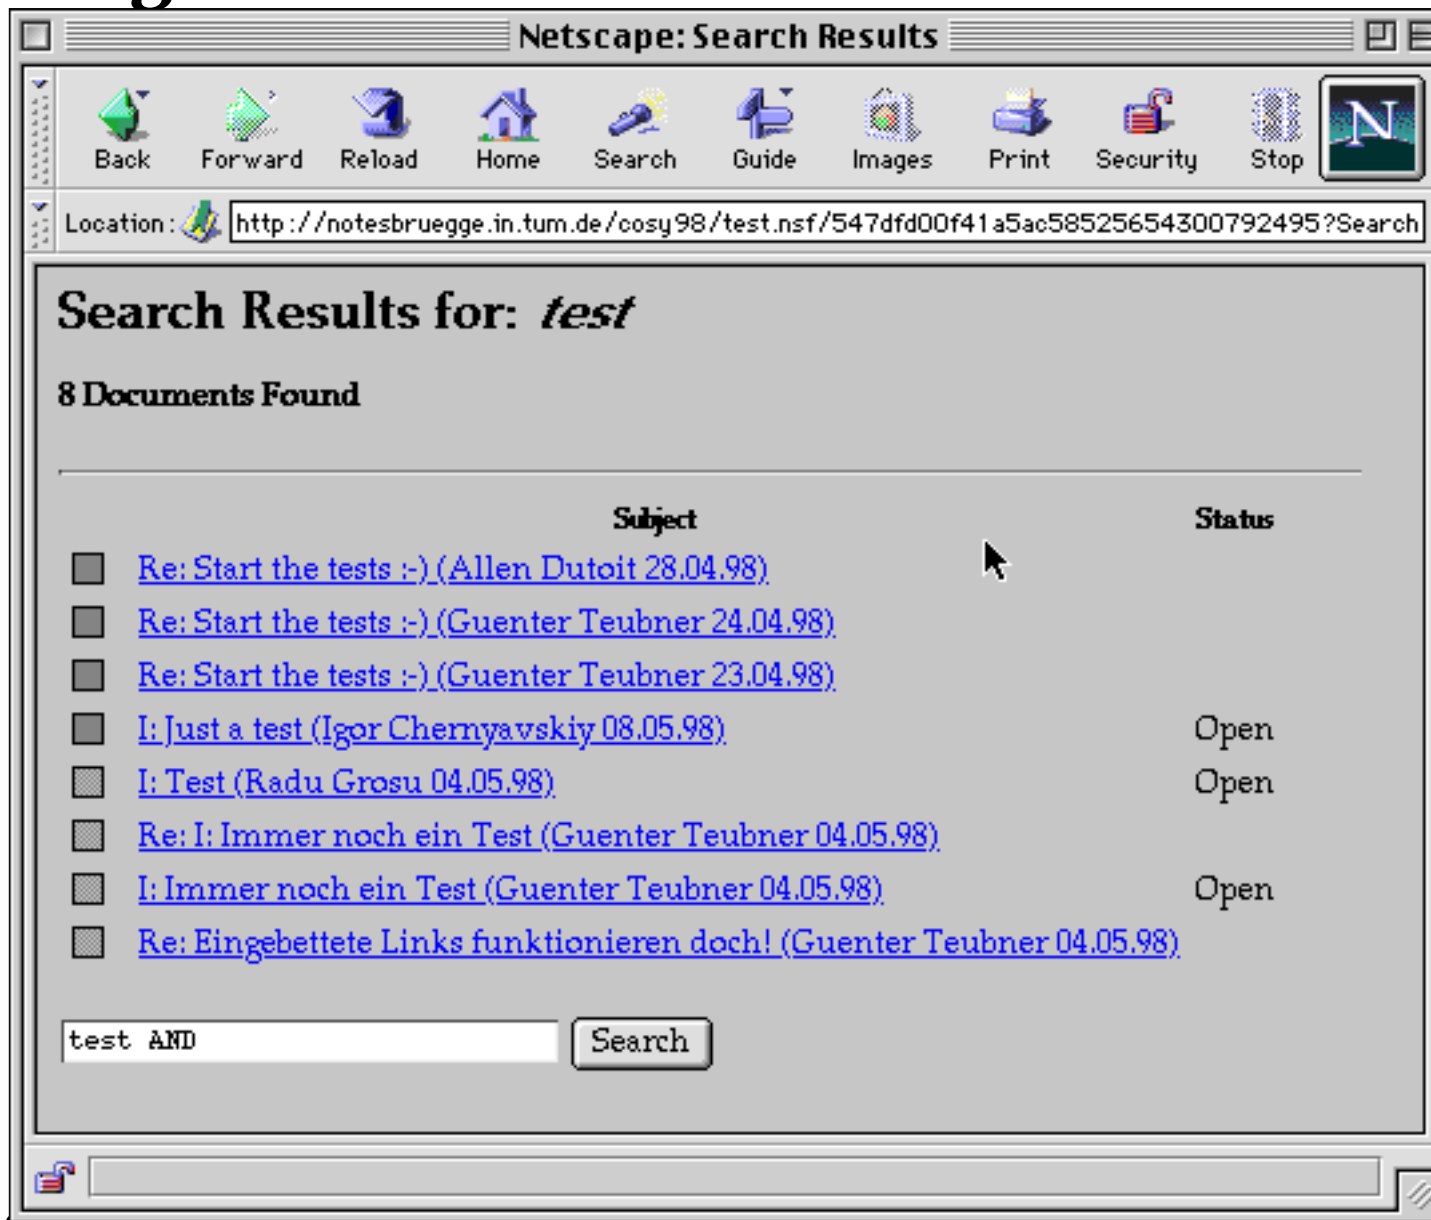 Netscape: Search Results
Back Forward Reload Home Search Guide Images Print Security Stop N
Location: http://notesbruegge.in.tum.de/cosy98/test.nsf/547dfd00f41a5ac58525654300792495?Search
Search Results for: test
8 Documents Found
Subject Status
Re: Start the tests :-) (Allen Dutoit 28.04.98)
Re: Start the tests :-) (Guenter Teubner 24.04.98)
Re: Start the tests :-) (Guenter Teubner 23.04.98)
I: Just a test (Igor Chernyavskiy 08.05.98) Open
I: Test (Radu Grosu 04.05.98) Open
Re: I: Immer noch ein Test (Guenter Teubner 04.05.98)
I: Immer noch ein Test (Guenter Teubner 04.05.98) Open
Re: Eingebettete Links funktionieren doch! (Guenter Teubner 04.05.98)
test AND Search